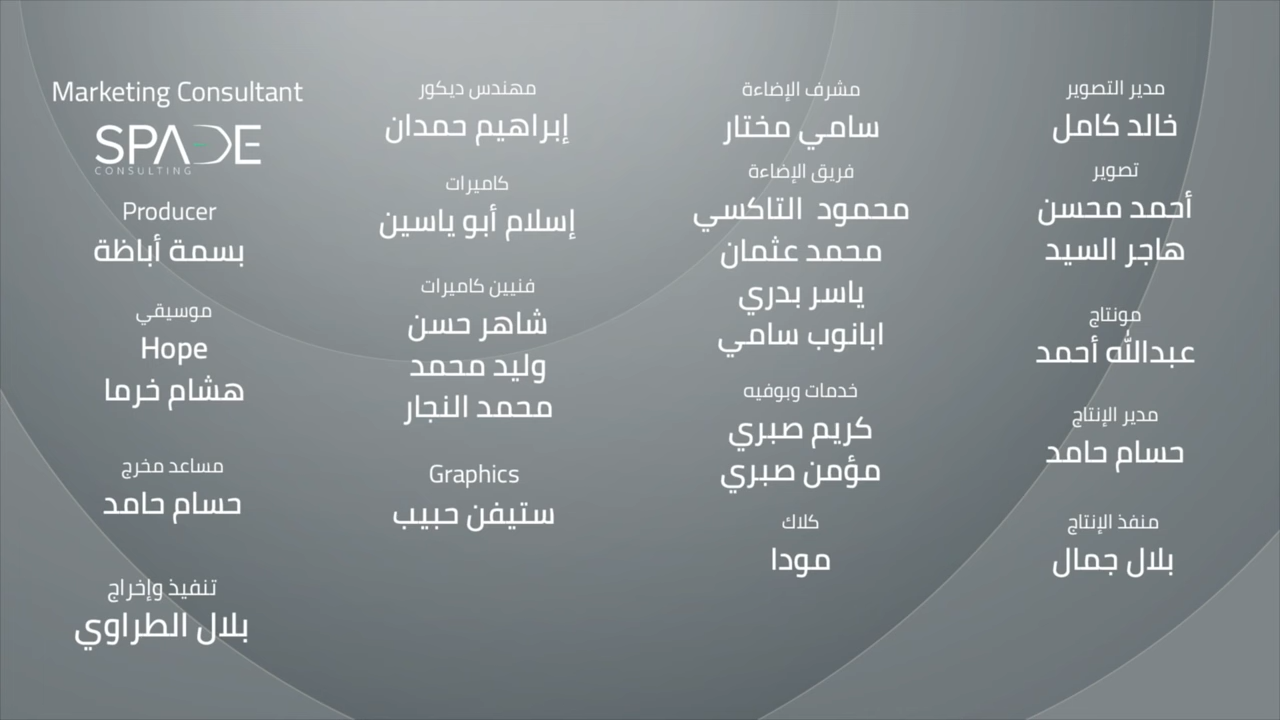 مدير التصوير
خالد كامل
تصوير
أحمد محسن
هاجر السيد
مونتاج
عبدالله أحمد
مدير الإنتاج
حسام حامد
منفذ الإنتاج
بلال جمال
مشرف الإضاءة
سامي مختار
فريق الإضاءة
محمود التاكسي
محمد عثمان
ياسر بدري
ابانوب سامي
خدمات وبوفيه
كريم صبري
مؤمن صبري
كلاك
مودا
مهندس ديكور
إبراهيم حمدان
كاميرات
إسلام أبو ياسين
فنيين كاميرات
شاهر حسن
وليد محمد
محمد النجار
Graphics
ستيفن حبيب
Marketing Consultant
SPADE
CONSULTING
Producer
بسمة أباظة
موسيقي
Hope
هشام خرما
مساعد مخرج
حسام حامد
تنفيذ وإخراج
بلال الطراوي